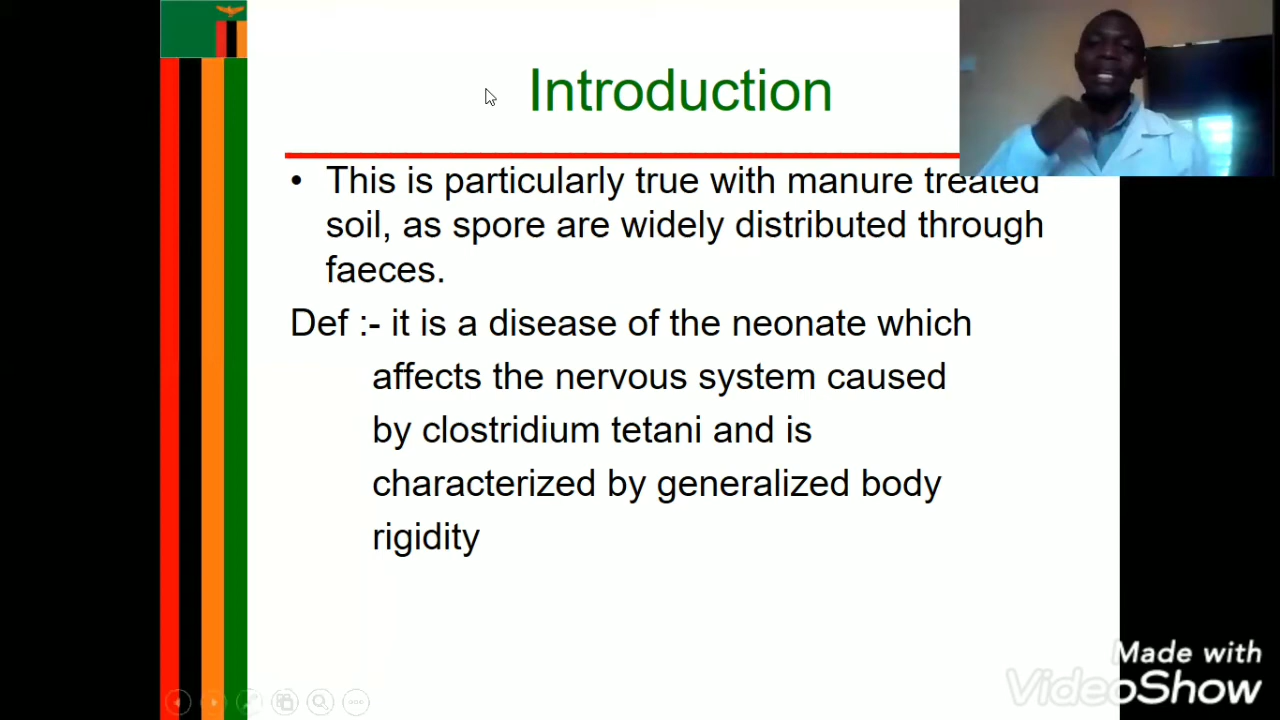 Introduction
• This is particularly true with manure treated
soil, as spore are widely distributed through
faeces.
Def :- it is a disease of the neonate which
affects the nervous system caused
by clostridium tetani and is
characterized by generalized body
rigidity
Made with
VideoShow